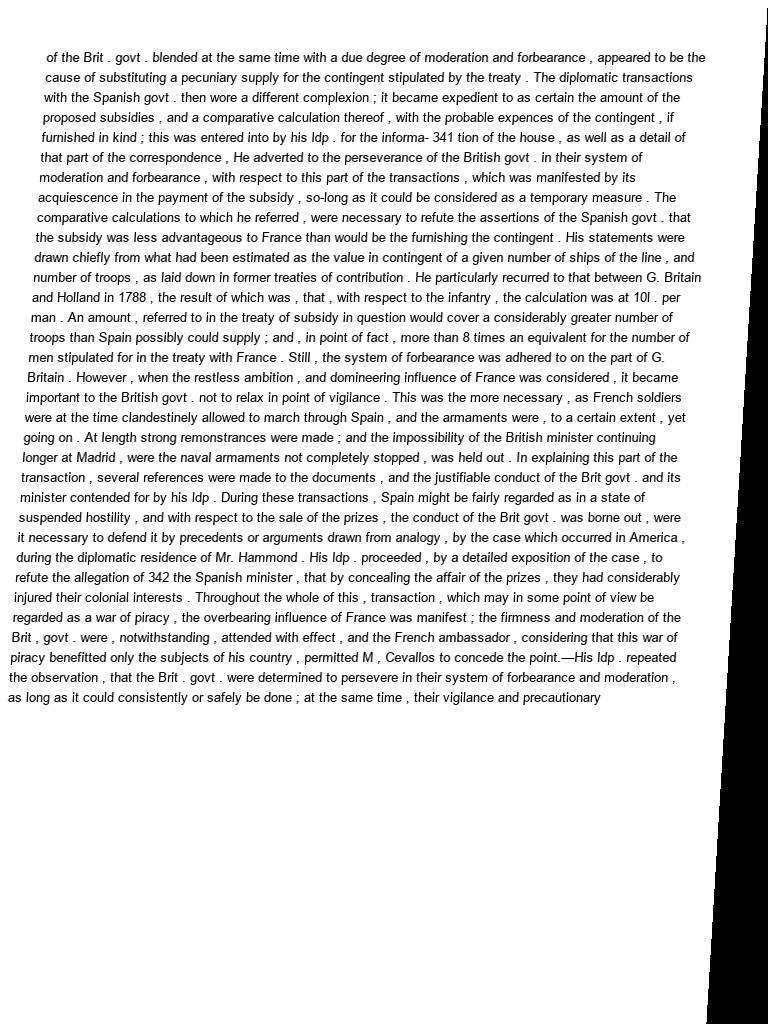 of the Brit . govt . blended at the same time with a due degree of moderation and forbearance , appeared to be the
cause of substituting a pecuniary supply for the contingent stipulated by the treaty . The diplomatic transactions
with the Spanish govt . then wore a different complexion ; it became expedient to as certain the amount of the
proposed subsidies , and a comparative calculation thereof , with the probable expences of the contingent , if
furnished in kind ; this was entered into by his ldp . for the informa- 341 tion of the house , as well as a detail of
that part of the correspondence , He adverted to the perseverance of the British govt . in their system of
moderation and forbearance , with respect to this part of the transactions , which was manifested by its
acquiescence in the payment of the subsidy , so-long as it could be considered as a temporary measure . The
comparative calculations to which he referred , were necessary to refute the assertions of the Spanish govt . that
the subsidy was less advantageous to France than would be the furnishing the contingent . His statements were
drawn chiefly from what had been estimated as the value in contingent of a given number of ships of the line , and
number of troops , as laid down in former treaties of contribution . He particularly recurred to that between G. Britain
and Holland in 1788 , the result of which was , that , with respect to the infantry , the calculation was at 10l . per
man . An amount , referred to in the treaty of subsidy in question would cover a considerably greater number of
troops than Spain possibly could supply ; and , in point of fact , more than 8 times an equivalent for the number of
men stipulated for in the treaty with France . Still , the system of forbearance was adhered to on the part of G.
Britain . However , when the restless ambition , and domineering influence of France was considered , it became
important to the British govt . not to relax in point of vigilance . This was the more necessary , as French soldiers
were at the time clandestinely allowed to march through Spain , and the armaments were , to a certain extent , yet
going on . At length strong remonstrances were made ; and the impossibility of the British minister continuing
longer at Madrid , were the naval armaments not completely stopped , was held out . In explaining this part of the
transaction , several references were made to the documents , and the justifiable conduct of the Brit govt . and its
minister contended for by his ldp . During these transactions , Spain might be fairly regarded as in a state of
suspended hostility , and with respect to the sale of the prizes , the conduct of the Brit govt . was borne out , were
it necessary to defend it by precedents or arguments drawn from analogy , by the case which occurred in America ,
during the diplomatic residence of Mr. Hammond . His ldp . proceeded , by a detailed exposition of the case , to
refute the allegation of 342 the Spanish minister , that by concealing the affair of the prizes , they had considerably
injured their colonial interests . Throughout the whole of this , transaction , which may in some point of view be
regarded as a war of piracy , the overbearing influence of France was manifest ; the firmness and moderation of the
Brit , govt . were , notwithstanding , attended with effect , and the French ambassador , considering that this war of
piracy benefitted only the subjects of his country , permitted M , Cevallos to concede the point.—His ldp . repeated
the observation , that the Brit . govt . were determined to persevere in their system of forbearance and moderation ,
as long as it could consistently or safely be done ; at the same time , their vigilance and precautionary